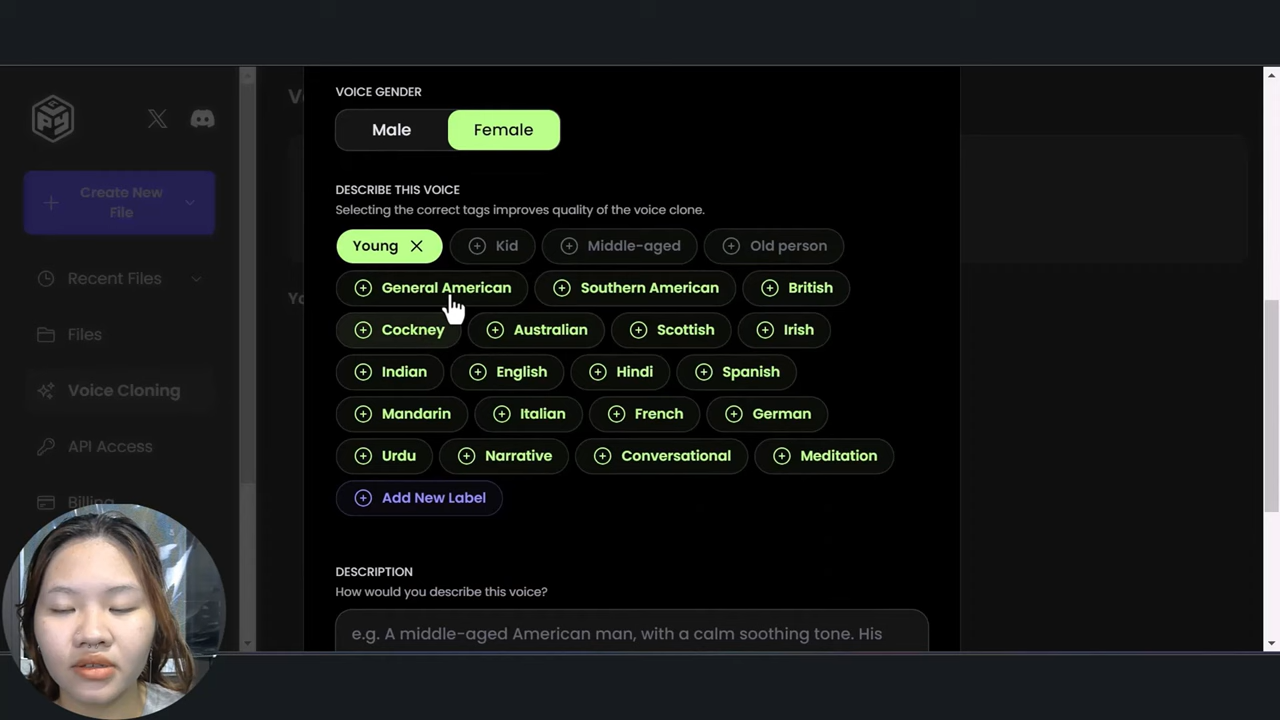 VOICE GENDER
Male Female
DESCRIBE THIS VOICE
Selecting the correct tags improves quality of the voice clone.
Young Kid Middle-aged Old person
General American Southern American British
Cockney Australian Scottish Irish
Indian English Hindi Spanish
Mandarin Italian French German
Urdu Narrative Conversational Meditation
Add New Label
DESCRIPTION
How would you describe this voice?
e.g. A middle-aged American man, with a calm soothing tone. His
Create New
File
Recent Files
Files
Voice Cloning
API Access
Billing